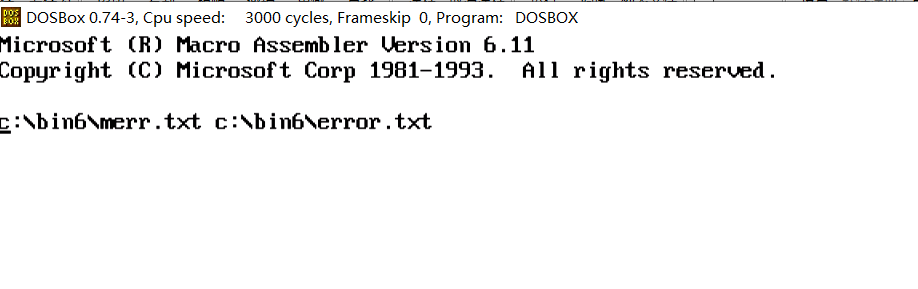 DOSBox 0.74-3, Cpu speed: 3000 cycles, Frameskip 0, Program: DOSBOX
Microsoft (R) Macro Assembler Version 6.11
Copyright (C) Microsoft Corp 1981-1993. All rights reserved.
c:\bin6\merr.txt c:\bin6\error.txt